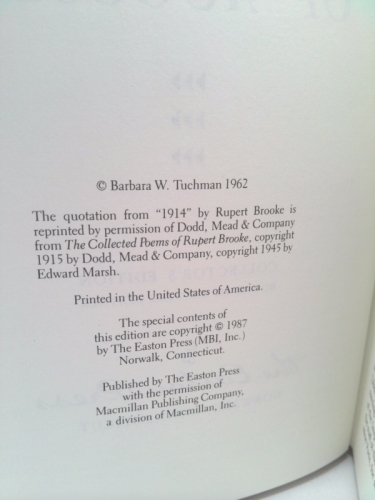 © Barbara W. Tuchman 1962
The quotation from "1914" by Rupert Brooke is
reprinted by permission of Dodd, Mead & Company
from The Collected Poems of Rupert Brooke, copyright
1915 by Dodd, Mead & Company, copyright 1945 by
Edward Marsh.
Printed in the United States of America.
The special contents of
this edition are copyright © 1987
by The Easton Press (MBI, Inc.)
Norwalk, Connecticut.
Published by The Easton Press
with the permission of
Macmillan Publishing Company,
a division of Macmillan, Inc.